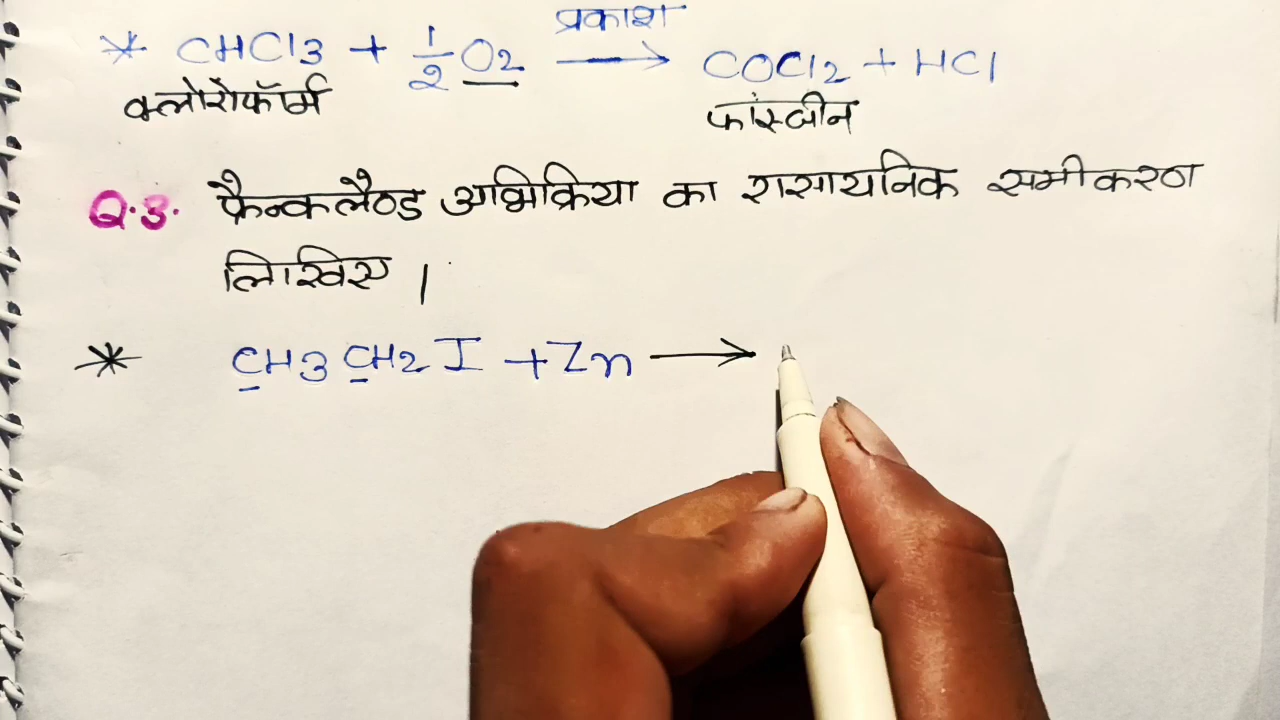 प्रकाश
* CHCl3 + 1/2 O2 → COCl2 + HCl
क्लोरोफॉर्म फॉस्जीन
Q.3. फ्रैन्कलैण्ड अभिक्रिया का रासायनिक समीकरण
लिखिए ।
* CH3 CH2 I + Zn →